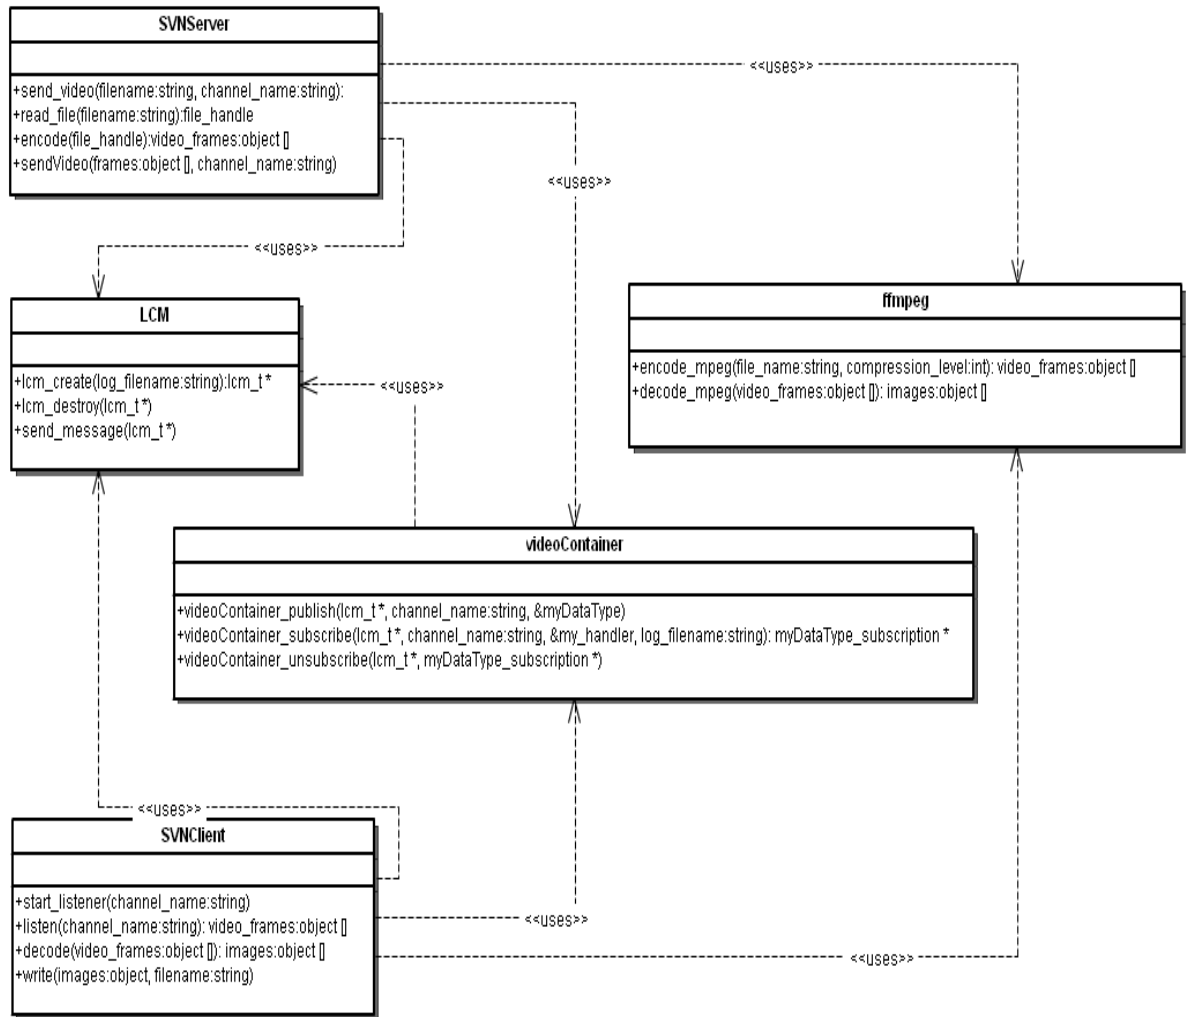 SVNServer
+send_video(filename:string, channel_name:string):
+read_file(filename:string):file_handle
+encode(file_handle):video_frames:object []
+sendVideo(frames:object [], channel_name:string)
<<uses>>
<<uses>>
<<uses>>
LCM
+lcm_create(log_filename:string):lcm_t *
+lcm_destroy(lcm_t *)
+send_message(lcm_t *)
ffmpeg
+encode_mpeg(file_name:string, compression_level:int): video_frames:object []
+decode_mpeg(video_frames:object []): images:object []
<<uses>>
videoContainer
+videoContainer_publish(lcm_t *, channel_name:string, &myDataType)
+videoContainer_subscribe(lcm_t *, channel_name:string, &my_handler, log_filename:string): myDataType_subscription *
+videoContainer_unsubscribe(lcm_t *, myDataType_subscription *)
<<uses>>
SVNClient
+start_listener(channel_name:string)
+listen(channel_name:string): video_frames:object []
+decode(video_frames:object []): images:object []
+write(images:object, filename:string)
<<uses>>
<<uses>>